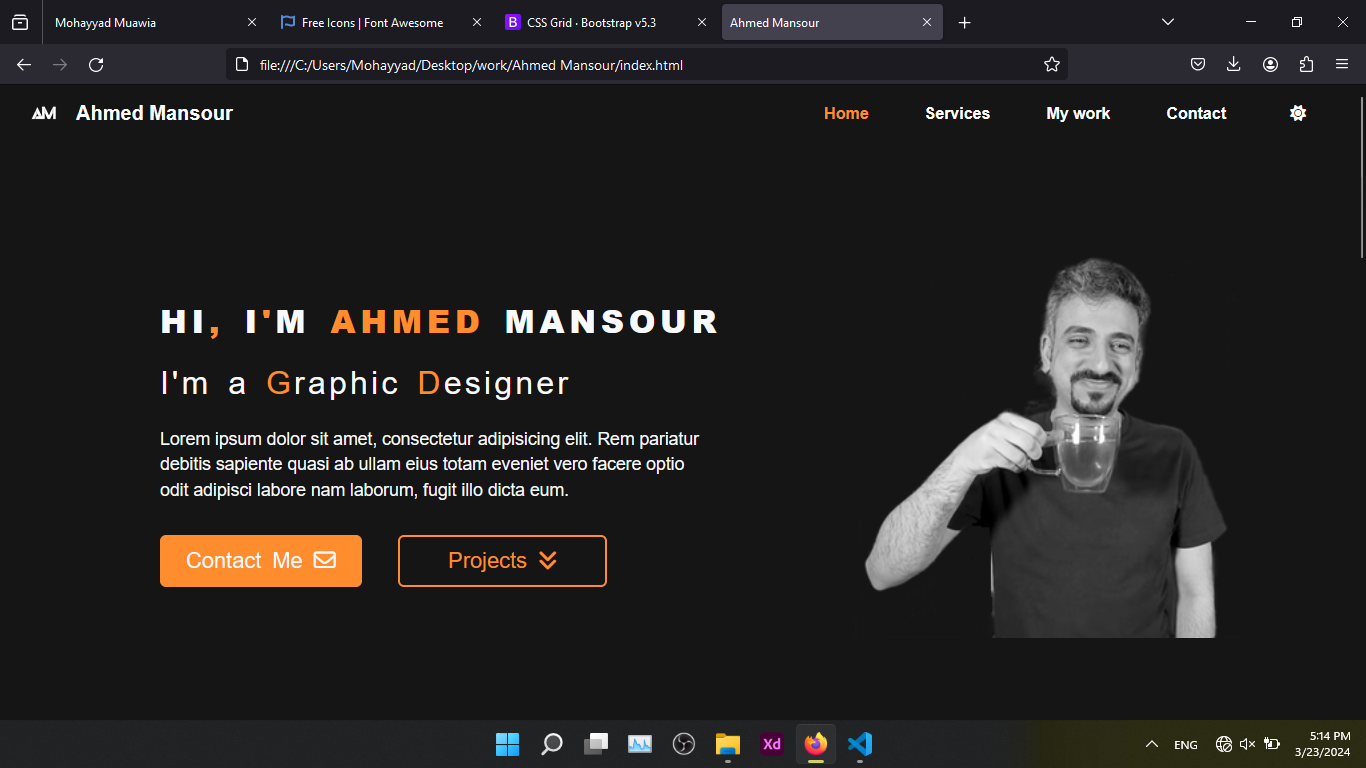 Mohayyad Muawia
Free Icons | Font Awesome
B CSS Grid · Bootstrap v5.3
Ahmed Mansour
file:///C:/Users/Mohayyad/Desktop/work/Ahmed Mansour/index.html
AM Ahmed Mansour
Home Services My work Contact
HI, I'M AHMED MANSOUR
I'm a Graphic Designer
Lorem ipsum dolor sit amet, consectetur adipisicing elit. Rem pariatur
debitis sapiente quasi ab ullam eius totam eveniet vero facere optio
odit adipisci labore nam laborum, fugit illo dicta eum.
Contact Me
Projects
Xd
ENG
5:14 PM
3/23/2024